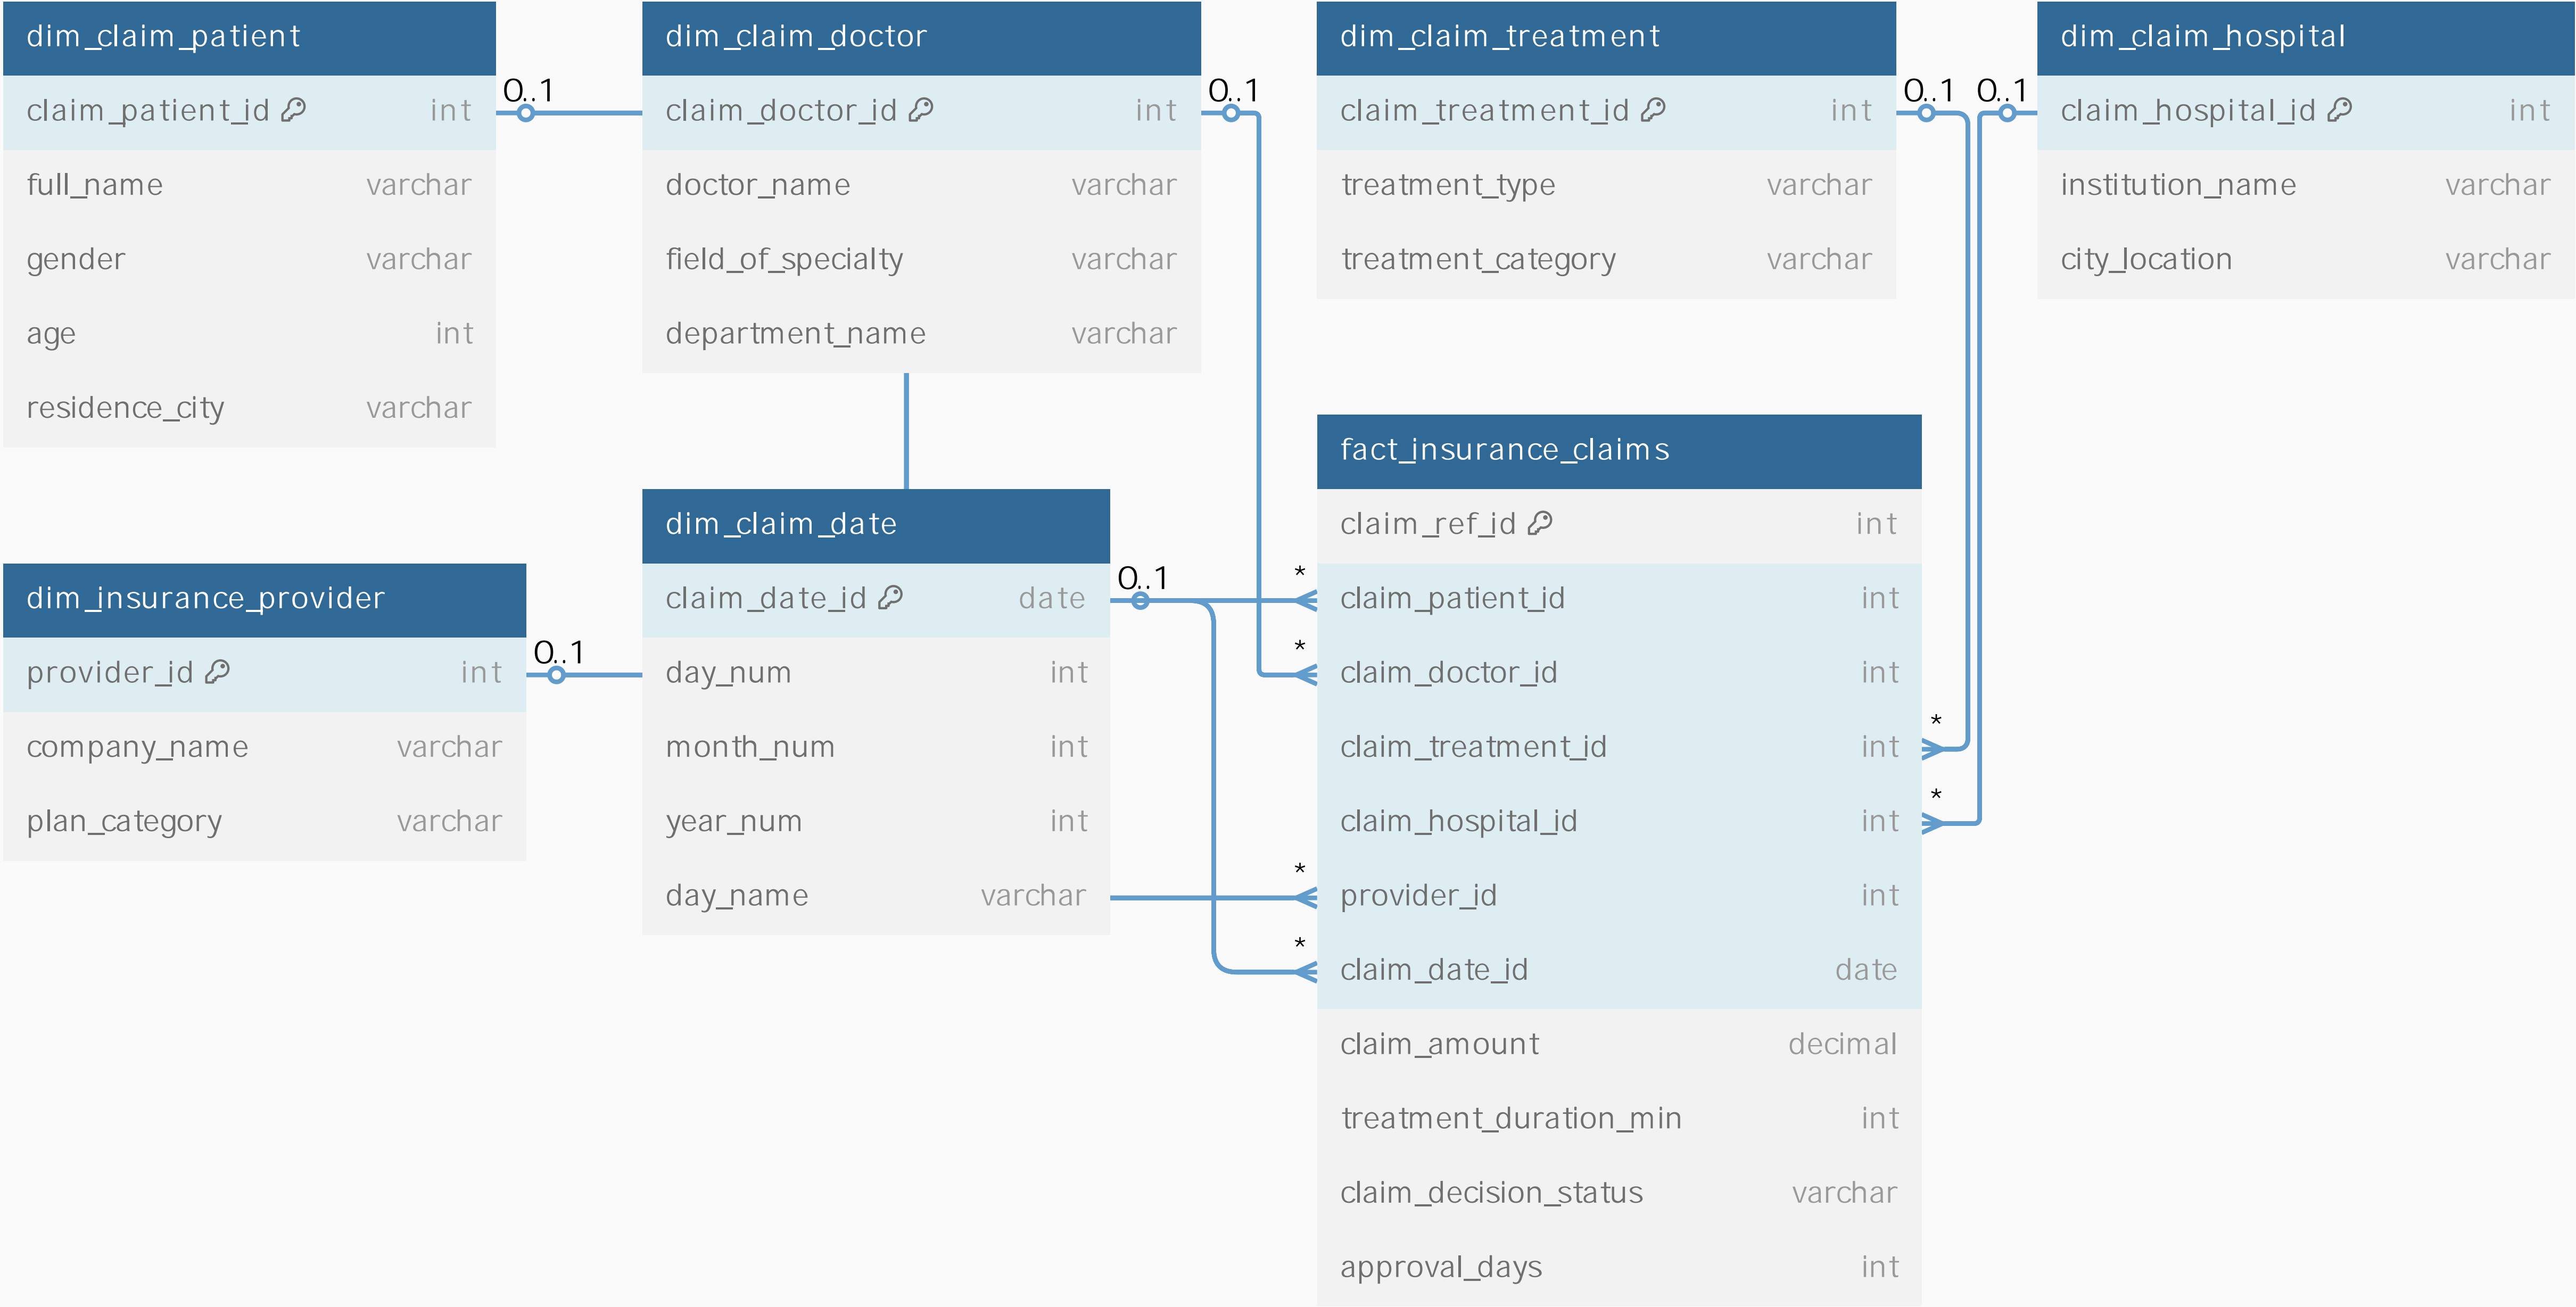 dim_claim_patient
claim_patient_id int
full_name varchar
gender varchar
age int
residence_city varchar
0..1
dim_claim_doctor
claim_doctor_id int
doctor_name varchar
field_of_specialty varchar
department_name varchar
0..1
dim_claim_treatment
claim_treatment_id int
treatment_type varchar
treatment_category varchar
0..1
0..1
dim_claim_hospital
claim_hospital_id int
institution_name varchar
city_location varchar
dim_insurance_provider
provider_id int
company_name varchar
plan_category varchar
0..1
dim_claim_date
claim_date_id date
day_num int
month_num int
year_num int
day_name varchar
0..1
*
*
*
*
fact_insurance_claims
claim_ref_id int
claim_patient_id int
claim_doctor_id int
claim_treatment_id int
claim_hospital_id int
provider_id int
claim_date_id date
claim_amount decimal
treatment_duration_min int
claim_decision_status varchar
approval_days int
*
*